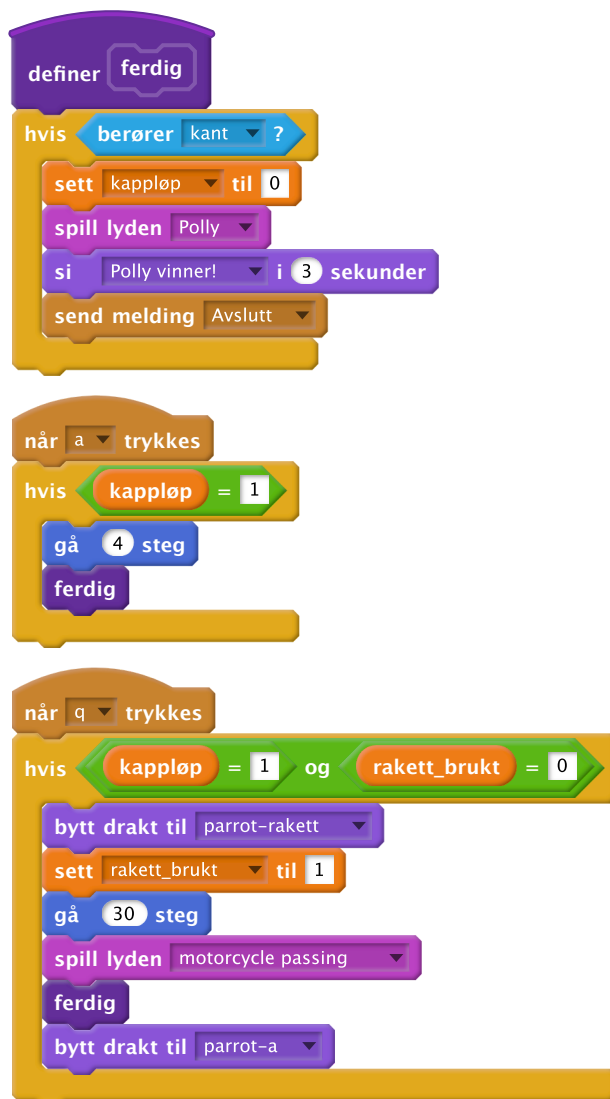 definer ferdig
hvis berører kant ?
sett kappløp til 0
spill lyden Polly
si Polly vinner! i 3 sekunder
send melding Avslutt
når a trykkes
hvis kappløp = 1
gå 4 steg
ferdig
når q trykkes
hvis kappløp = 1 og rakett_brukt = 0
bytt drakt til parrot-rakett
sett rakett_brukt til 1
gå 30 steg
spill lyden motorcycle passing
ferdig
bytt drakt til parrot-a